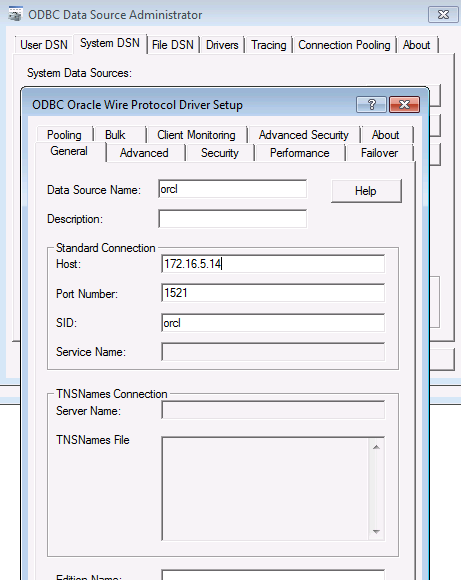 ODBC Data Source Administrator
User DSN System DSN File DSN Drivers Tracing Connection Pooling About
System Data Sources:
ODBC Oracle Wire Protocol Driver Setup
?
Pooling Bulk Client Monitoring Advanced Security About
General Advanced Security Performance Failover
Data Source Name: orcl Help
Description:
Standard Connection
Host: 172.16.5.14
Port Number: 1521
SID: orcl
Service Name:
TNSNames Connection
Server Name:
TNSNames File
Edition Name: